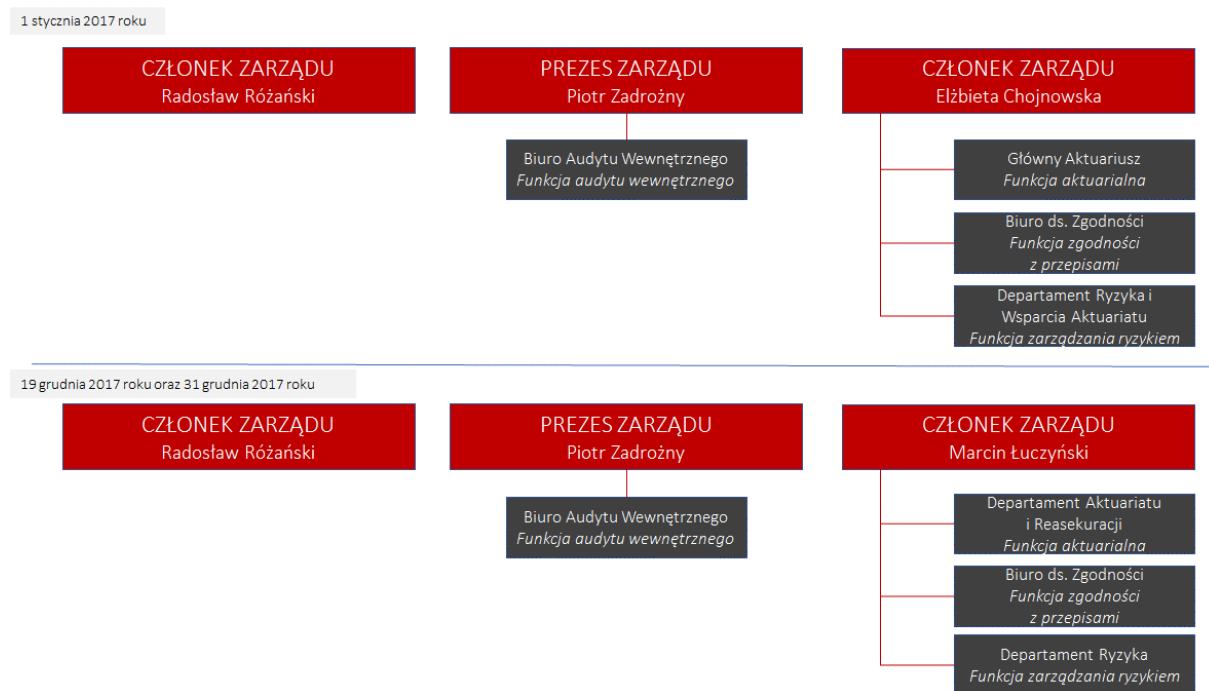 1 stycznia 2017 roku
CZŁONEK ZARZĄDU
Radosław Różański
PREZES ZARZĄDU
Piotr Zadrożny
CZŁONEK ZARZĄDU
Elżbieta Chojnowska
Biuro Audytu Wewnętrznego
Funkcja audytu wewnętrznego
Główny Aktuariusz
Funkcja aktuarialna
Biuro ds. Zgodności
Funkcja zgodności
z przepisami
Departament Ryzyka i
Wsparcia Aktuariatu
Funkcja zarządzania ryzykiem
19 grudnia 2017 roku oraz 31 grudnia 2017 roku
CZŁONEK ZARZĄDU
Radosław Różański
PREZES ZARZĄDU
Piotr Zadrożny
CZŁONEK ZARZĄDU
Marcin Łuczyński
Biuro Audytu Wewnętrznego
Funkcja audytu wewnętrznego
Departament Aktuariatu
i Reasekuracji
Funkcja aktuarialna
Biuro ds. Zgodności
Funkcja zgodności
z przepisami
Departament Ryzyka
Funkcja zarządzania ryzykiem